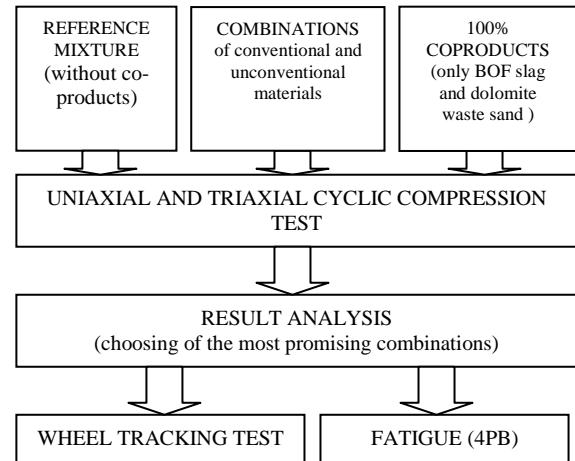 REFERENCE
MIXTURE
(without co-
products)
COMBINATIONS
of conventional and
unconventional
materials
100%
COPRODUCTS
(only BOF slag
and dolomite
waste sand )
UNIAXIAL AND TRIAXIAL CYCLIC COMPRESSION
TEST
RESULT ANALYSIS
(choosing of the most promising combinations)
WHEEL TRACKING TEST
FATIGUE (4PB)